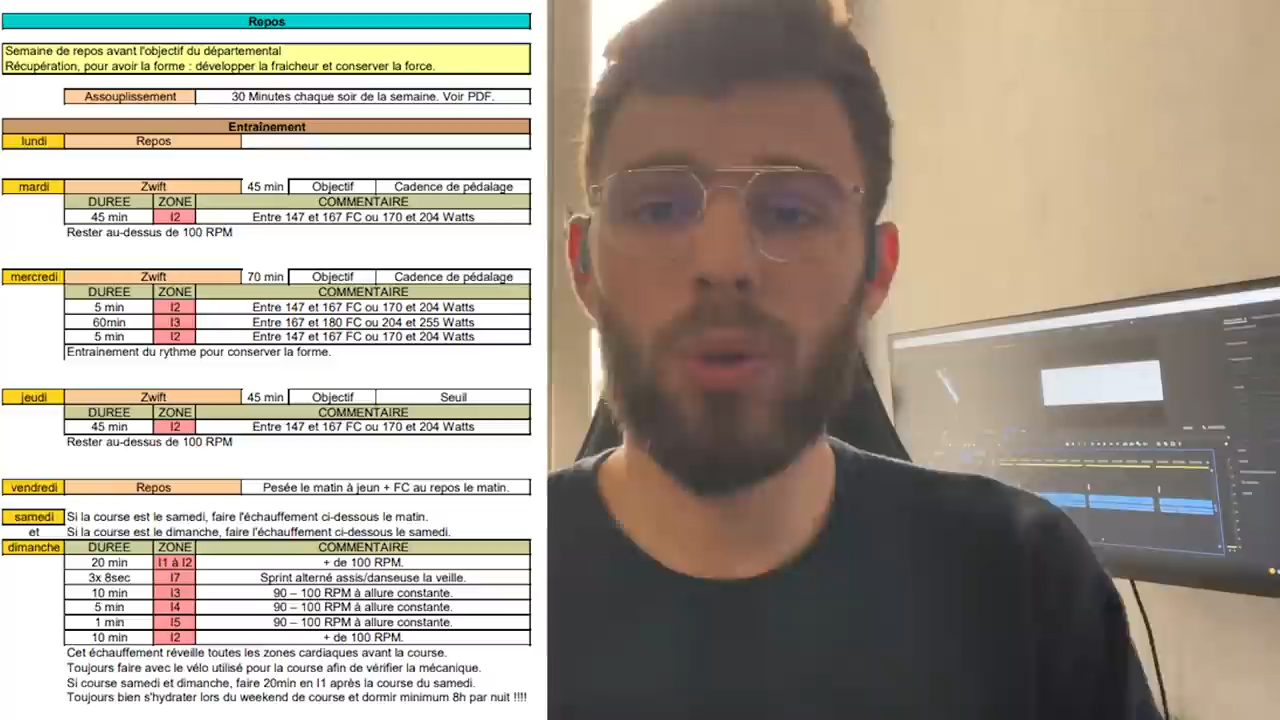 Repos
Semaine de repos avant l'objectif du départemental
Récupération, pour avoir la forme : développer la fraicheur et conserver la force.
Assouplissement 30 Minutes chaque soir de la semaine. Voir PDF.
Entraînement
lundi Repos
mardi Zwift 45 min Objectif Cadence de pédalage
DUREE ZONE COMMENTAIRE
45 min I2 Entre 147 et 167 FC ou 170 et 204 Watts
Rester au-dessus de 100 RPM
mercredi Zwift 70 min Objectif Cadence de pédalage
DUREE ZONE COMMENTAIRE
5 min I2 Entre 147 et 167 FC ou 170 et 204 Watts
60min I3 Entre 167 et 180 FC ou 204 et 255 Watts
5 min I2 Entre 147 et 167 FC ou 170 et 204 Watts
Entrainement du rythme pour conserver la forme.
jeudi Zwift 45 min Objectif Seuil
DUREE ZONE COMMENTAIRE
45 min I2 Entre 147 et 167 FC ou 170 et 204 Watts
Rester au-dessus de 100 RPM
vendredi Repos Pesée le matin à jeun + FC au repos le matin.
samedi Si la course est le samedi, faire l'échauffement ci-dessous le matin.
et Si la course est le dimanche, faire l'échauffement ci-dessous le samedi.
dimanche DUREE ZONE COMMENTAIRE
20 min I1 à I2 + de 100 RPM.
3x 8sec I7 Sprint alterné assis/danseuse la veille.
10 min I3 90 – 100 RPM à allure constante.
5 min I4 90 – 100 RPM à allure constante.
1 min I5 90 – 100 RPM à allure constante.
10 min I2 + de 100 RPM.
Cet échauffement réveille toutes les zones cardiaques avant la course.
Toujours faire avec le vélo utilisé pour la course afin de vérifier la mécanique.
Si course samedi et dimanche, faire 20min en I1 après la course du samedi.
Toujours bien s'hydrater lors du weekend de course et dormir minimum 8h par nuit !!!!